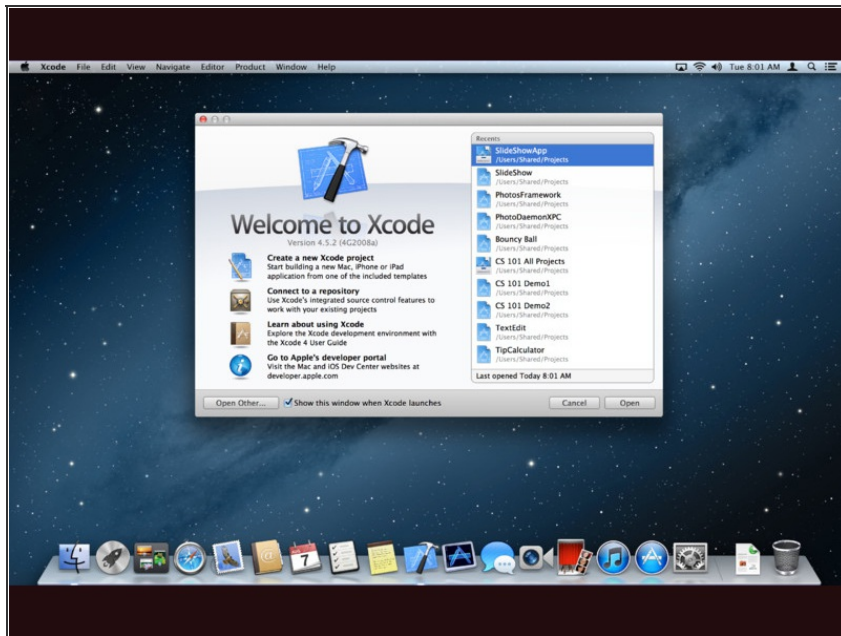 Xcode File Edit View Navigate Editor Product Window Help Tue 8:01 AM
Welcome to Xcode
Version 4.5.2 (4G2008a)
Create a new Xcode project
Start building a new Mac, iPhone or iPad
application from one of the included templates
Connect to a repository
Use Xcode's integrated source control features to
work with your existing projects
Learn about using Xcode
Explore the Xcode development environment with
the Xcode 4 User Guide
Go to Apple's developer portal
Visit the Mac and iOS Dev Center websites at
developer.apple.com
Recents
SlideShowApp
/Users/Shared/Projects
SlideShow
/Users/Shared/Projects
PhotosFramework
/Users/Shared/Projects
PhotoDaemonXPC
/Users/Shared/Projects
Bouncy Ball
/Users/Shared/Projects
CS 101 All Projects
/Users/Shared/Projects
CS 101 Demo1
/Users/Shared/Projects
CS 101 Demo2
/Users/Shared/Projects
TextEdit
/Users/Shared/Projects
TipCalculator
/Users/Shared/Projects
Last opened Today 8:01 AM
Open Other... Show this window when Xcode launches Cancel Open
7